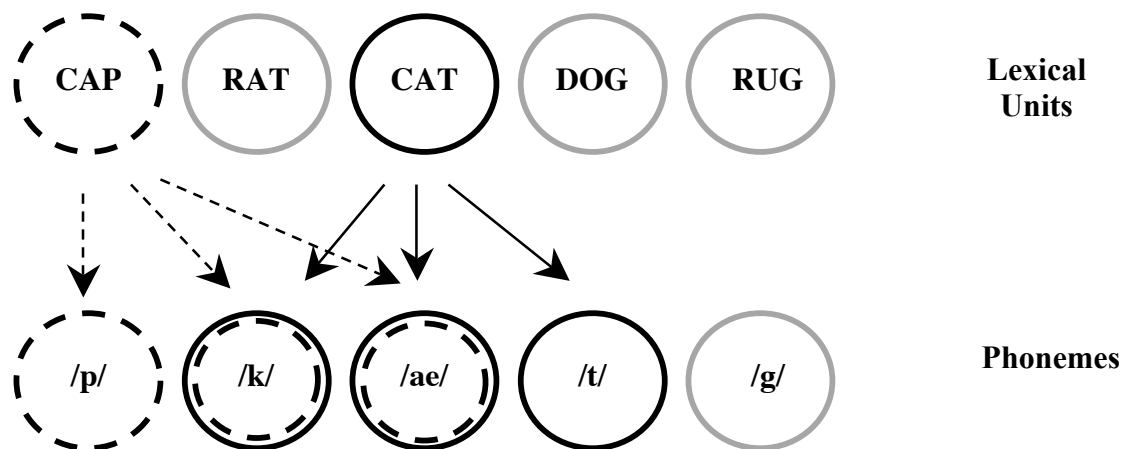 CAP RAT CAT DOG RUG
Lexical
Units
/p/ /k/ /ae/ /t/ /g/
Phonemes